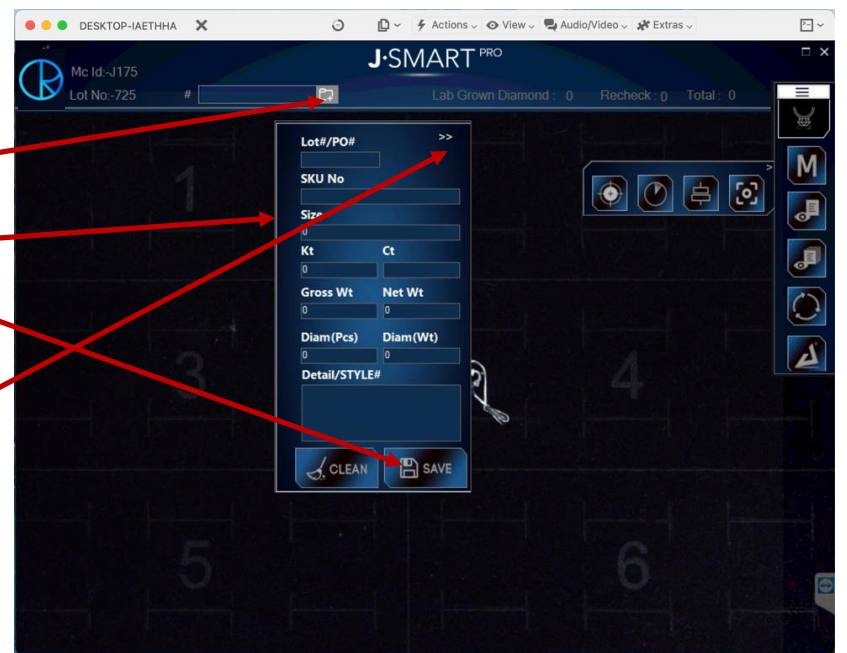 DESKTOP-IAETHHA
Actions View Audio/Video Extras
J·SMART PRO
Mc Id:-J175
Lot No:-725 # Lab Grown Diamond : 0 Recheck : 0 Total : 0
Lot#/PO# >>
SKU No
Size
0
Kt Ct
0
Gross Wt Net Wt
0 0
Diam(Pcs) Diam(Wt)
0 0
Detail/STYLE#
CLEAN SAVE
>
M
1
3 4
5 6